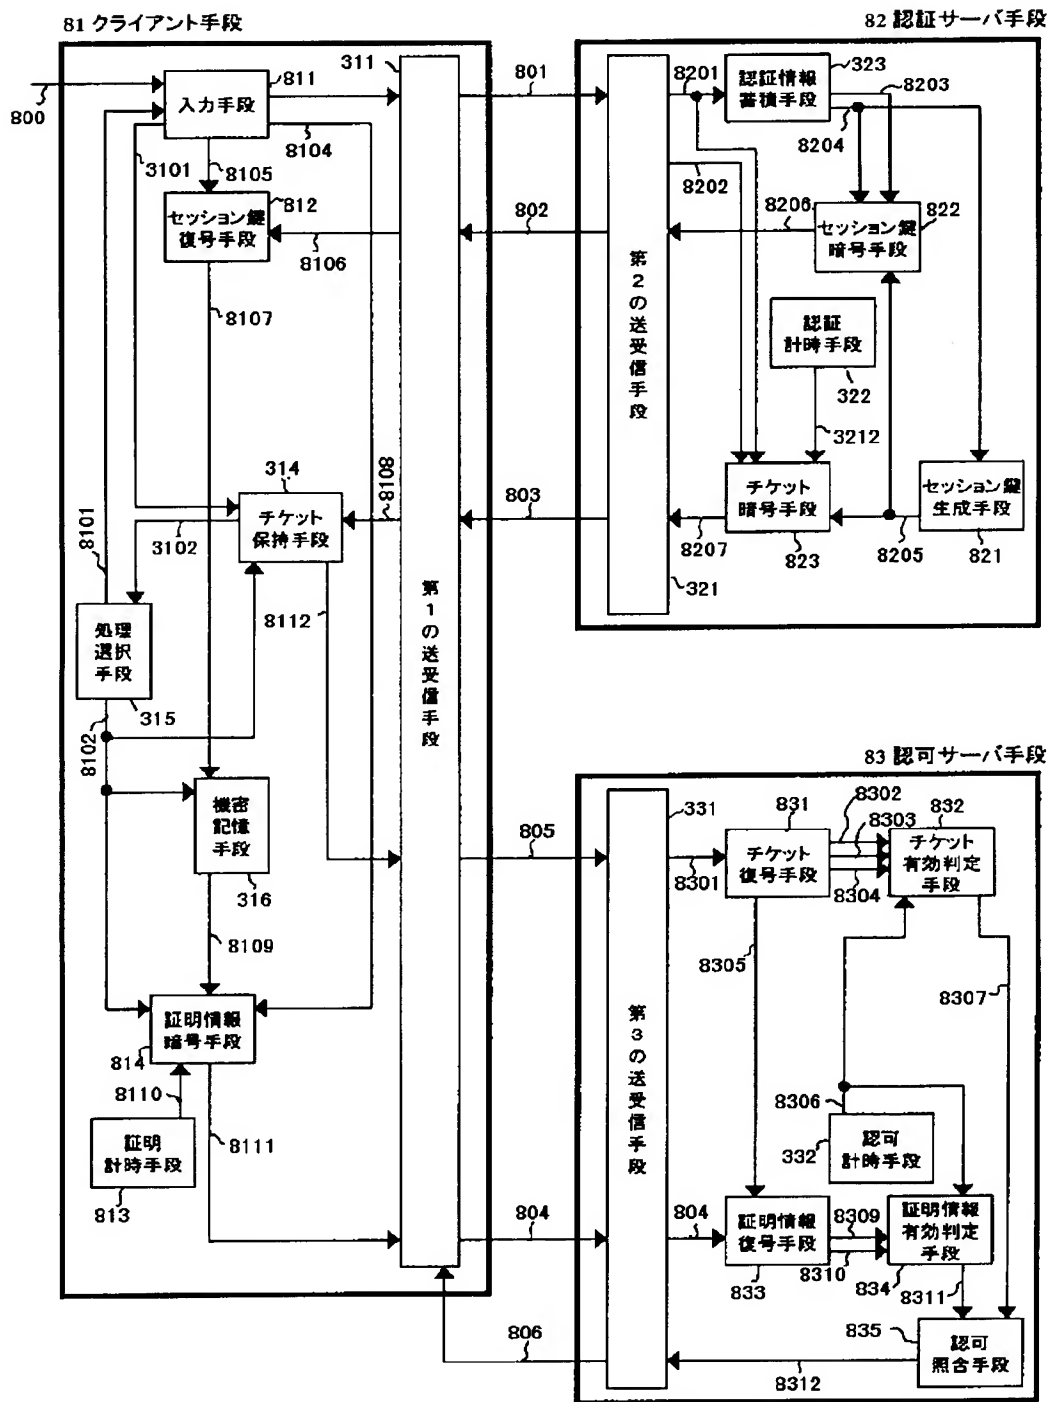 81 クライアント手段
82 認証サーバ手段
800
811
入力手段
311
801
8201
323
認証情報
蓄積手段
8203
8204
3101
8105
8104
8202
812
セッション鍵
復号手段
8106
802
8206
822
セッション鍵
暗号手段
8107
第2の送受信手段
認証
計時手段
322
3212
8101
3102
314
チケット
保持手段
8108
803
8207
チケット
暗号手段
823
8205
セッション鍵
生成手段
821
321
8112
第1の送受信手段
処理
選択
手段
315
8102
83 認可サーバ手段
機密
記憶
手段
316
805
331
8301
831
チケット
復号手段
8302
8303
8304
832
チケット
有効判定
手段
8109
8305
8307
第3の送受信手段
証明情報
暗号手段
814
8110
8111
証明
計時手段
813
8306
332
認可
計時手段
804
804
証明情報
復号手段
833
8309
8310
証明情報
有効判定
手段
834
8311
806
835
認可
照合手段
8312